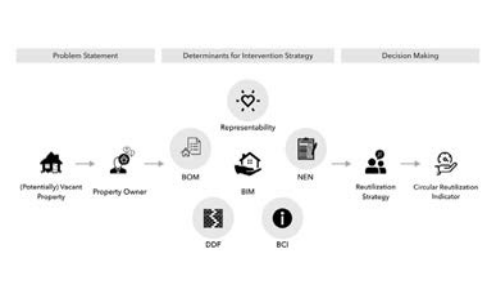 Problem Statement
Determinants for Intervention Strategy
Decision Making
Representability
BOM
BIM
NEN
(Potentially) Vacant
Property
Property Owner
Reutilization
Strategy
Circular Reutilization
Indicator
DDF
BCI